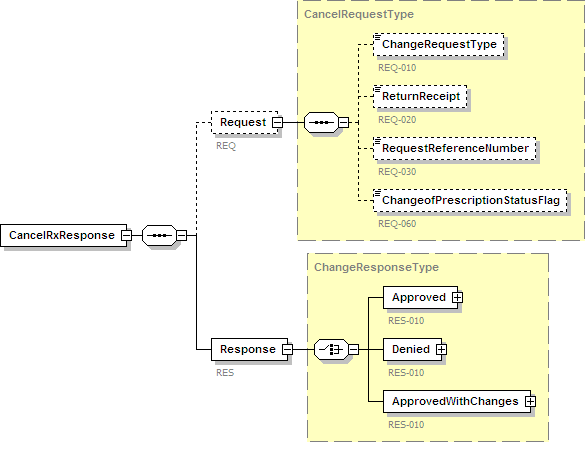 CancelRequestType
ChangeRequestType
REQ-010
ReturnReceipt
REQ-020
Request
REQ
RequestReferenceNumber
REQ-030
ChangeofPrescriptionStatusFlag
REQ-060
CancelRxResponse
ChangeResponseType
Approved
RES-010
Response
RES
Denied
RES-010
ApprovedWithChanges
RES-010